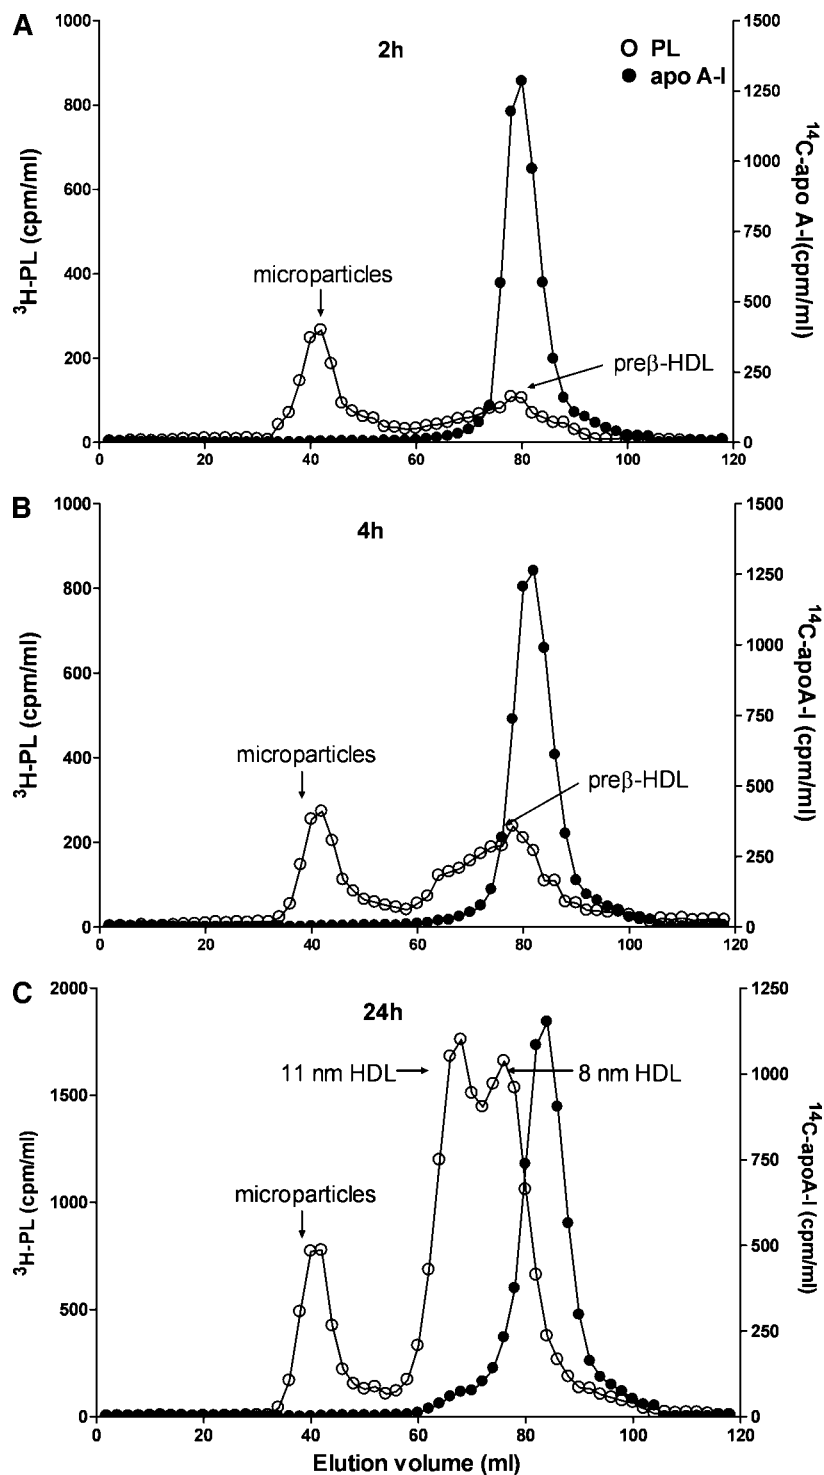 A
2h
PL
apo A-I
1000
800
600
400
200
0
³H-PL (cpm/ml)
1500
1250
1000
750
500
250
0
¹⁴C-apo A-I(cpm/ml)
microparticles
preβ-HDL
0
20
40
60
80
100
120
B
4h
1000
800
600
400
200
0
³H-PL (cpm/ml)
1500
1250
1000
750
500
250
0
¹⁴C-apoA-I (cpm/ml)
microparticles
preβ-HDL
0
20
40
60
80
100
120
C
24h
2000
1500
1000
500
0
³H-PL (cpm/ml)
1250
1000
750
500
250
0
¹⁴C-apoA-I (cpm/ml)
11 nm HDL
8 nm HDL
microparticles
0
20
40
60
80
100
120
Elution volume (ml)